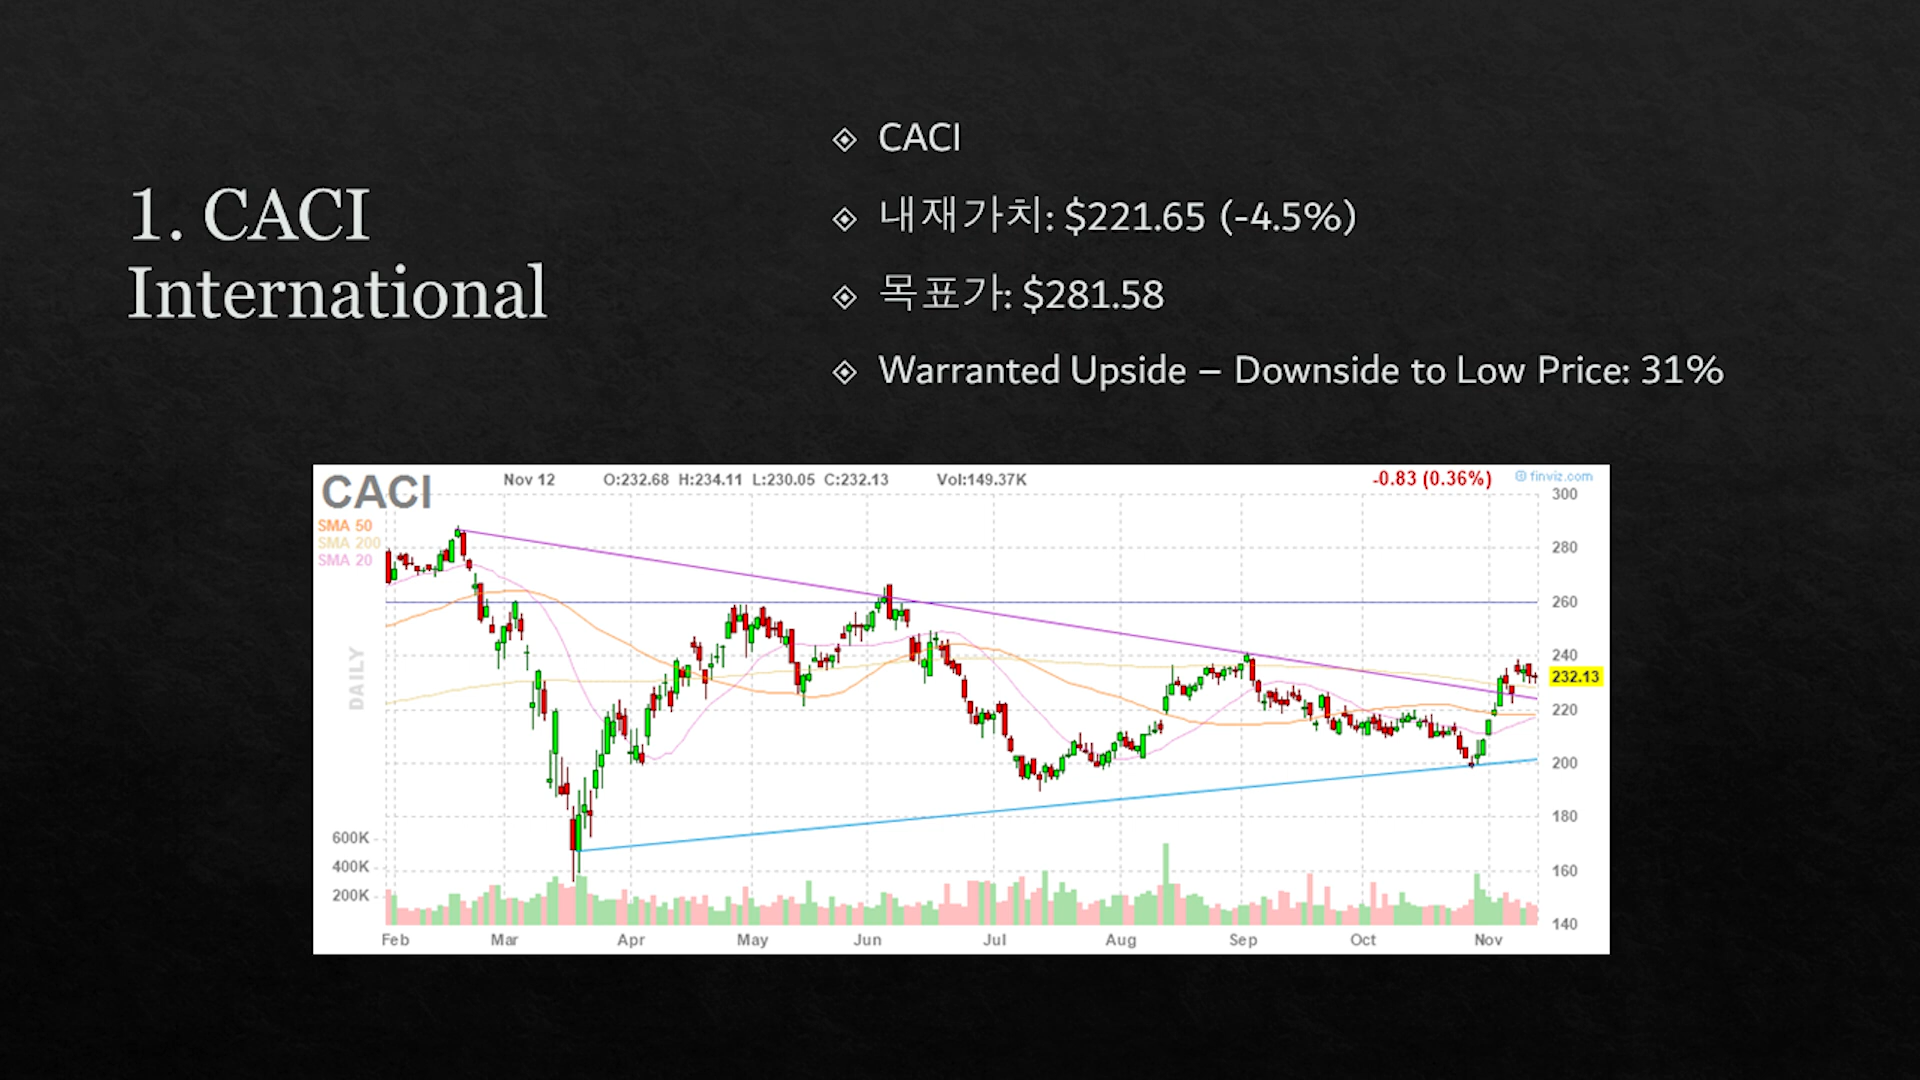 1. CACI
International
CACI
내재가치: $221.65 (-4.5%)
목표가: $281.58
Warranted Upside – Downside to Low Price: 31%
CACI
Nov 12 O:232.68 H:234.11 L:230.05 C:232.13 Vol:149.37K
-0.83 (0.36%)
finviz.com
SMA 50
SMA 200
SMA 20
DAILY
300
280
260
240
232.13
220
200
180
160
140
600K
400K
200K
Feb Mar Apr May Jun Jul Aug Sep Oct Nov